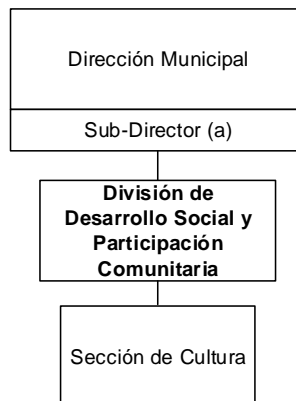 Dirección Municipal
Sub-Director (a)
División de
Desarrollo Social y
Participación
Comunitaria
Sección de Cultura